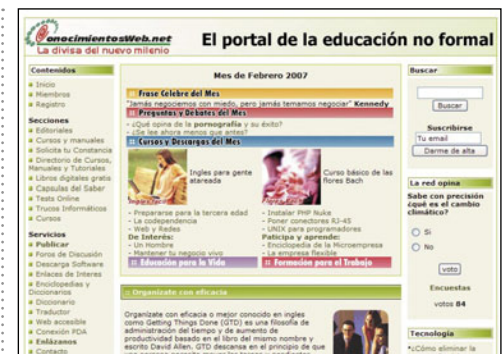 ConocimientosWeb.net
La divisa del nuevo milenio
El portal de la educación no formal
Contenidos
Inicio
Miembros
Registro
Secciones
Editoriales
Cursos y manuales
Solicita tu Constancia
Directorio de Cursos,
Manuales y Tutoriales
Libros digitales gratis
Capsulas del Saber
Tests Online
Trucos Informáticos
Cursos
Servicios
Publicar
Foros de Discusión
Descarga Software
Enlaces de Interes
Enciclopedias y
Diccionarios
Diccionario
Traductor
Web accesible
Conexión PDA
Enlázanos
Contacto
Mes de Febrero 2007
Frase Celebre del Mes
"Jamás negociemos con miedo, pero jamás temamos negociar" Kennedy
Preguntas y Debates del Mes
- ¿Qué opina de la pornografía y su éxito?
- ¿Se lee ahora menos que antes?
Cursos y Descargas del Mes
Ingles para gente
atareada
Curso básico de las
flores Bach
- Prepararse para la tercera edad
- La codependencia
- Web y Redes
De Interés:
- Un Hombre
- Mantener tu negocio vivo
Educación para la Vida
- Instalar PHP Nuke
- Poner conectores RJ-45
- UNIX para programadores
Paticipa y aprende:
- Enciclopedia de la Microempresa
- La empresa flexible
Formación para el Trabajo
Organízate con eficacia
Organízate con eficacia o mejor conocido en ingles
como Getting Things Done (GTD) es una filosofía de
administración del tiempo y de aumento de
productividad basado en el libro del mismo nombre y
escrito David Allen. GTD descansa en el principio de que
Buscar
Buscar
Suscribirse
Tu email
Darme de alta
La red opina
Sabe con precisión
¿qué es el cambio
climático?
Si
No
voto
Encuestas
votos 84
Tecnología
¿Cómo eliminar la